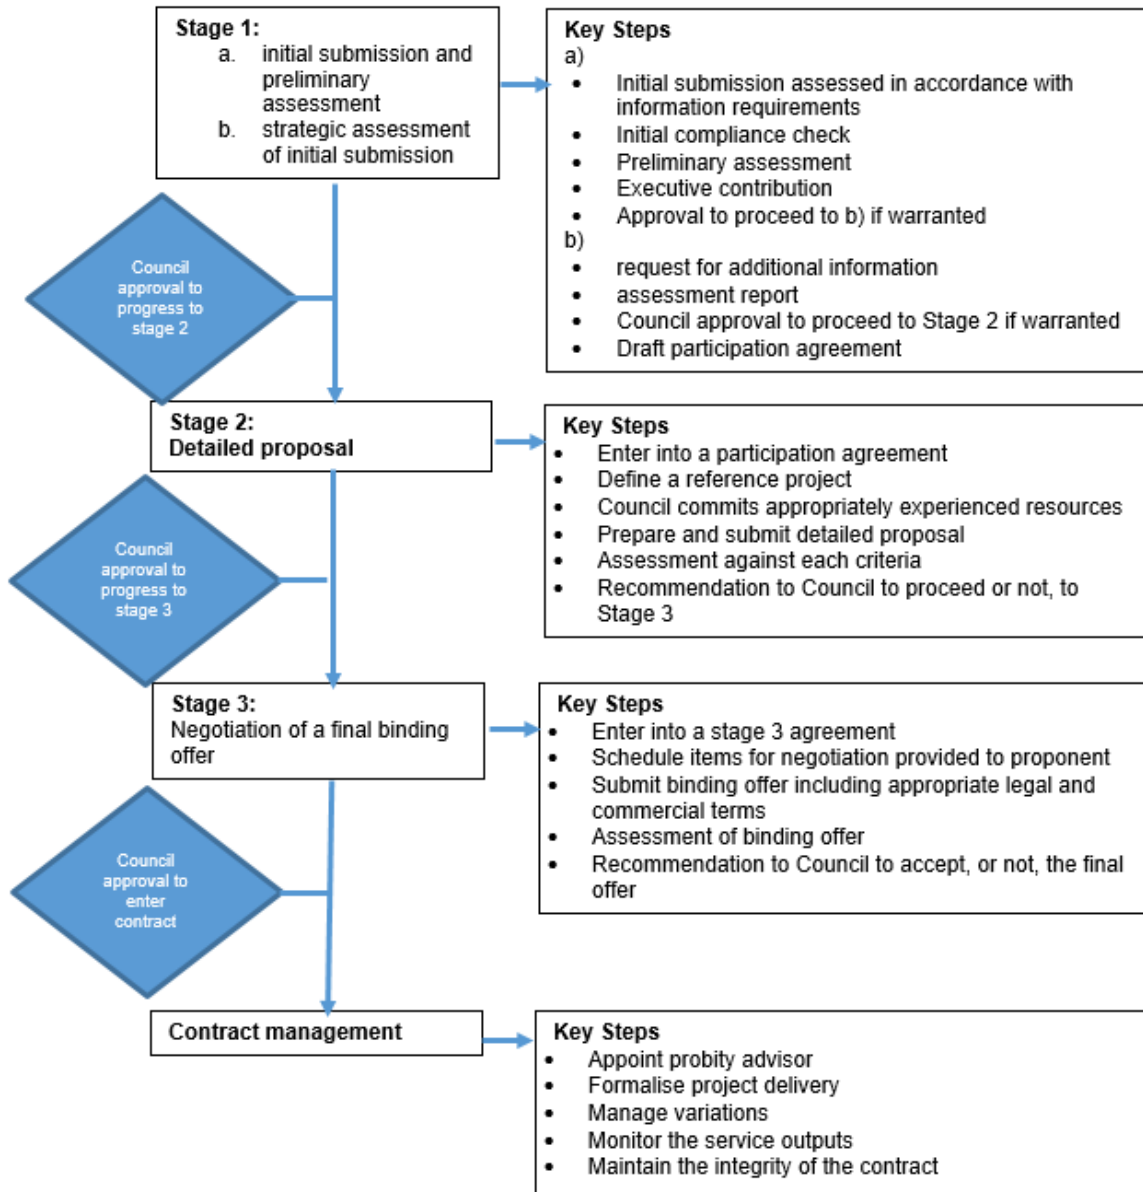 Stage 1:
a. initial submission and
preliminary
assessment
b. strategic assessment
of initial submission
Key Steps
a)
• Initial submission assessed in accordance with
information requirements
• Initial compliance check
• Preliminary assessment
• Executive contribution
• Approval to proceed to b) if warranted
b)
• request for additional information
• assessment report
• Council approval to proceed to Stage 2 if warranted
• Draft participation agreement
Council
approval to
progress to
stage 2
Stage 2:
Detailed proposal
Key Steps
• Enter into a participation agreement
• Define a reference project
• Council commits appropriately experienced resources
• Prepare and submit detailed proposal
• Assessment against each criteria
• Recommendation to Council to proceed or not, to
Stage 3
Council
approval to
progress to
stage 3
Stage 3:
Negotiation of a final binding
offer
Key Steps
• Enter into a stage 3 agreement
• Schedule items for negotiation provided to proponent
• Submit binding offer including appropriate legal and
commercial terms
• Assessment of binding offer
• Recommendation to Council to accept, or not, the final
offer
Council
approval to
enter
contract
Contract management
Key Steps
• Appoint probity advisor
• Formalise project delivery
• Manage variations
• Monitor the service outputs
• Maintain the integrity of the contract